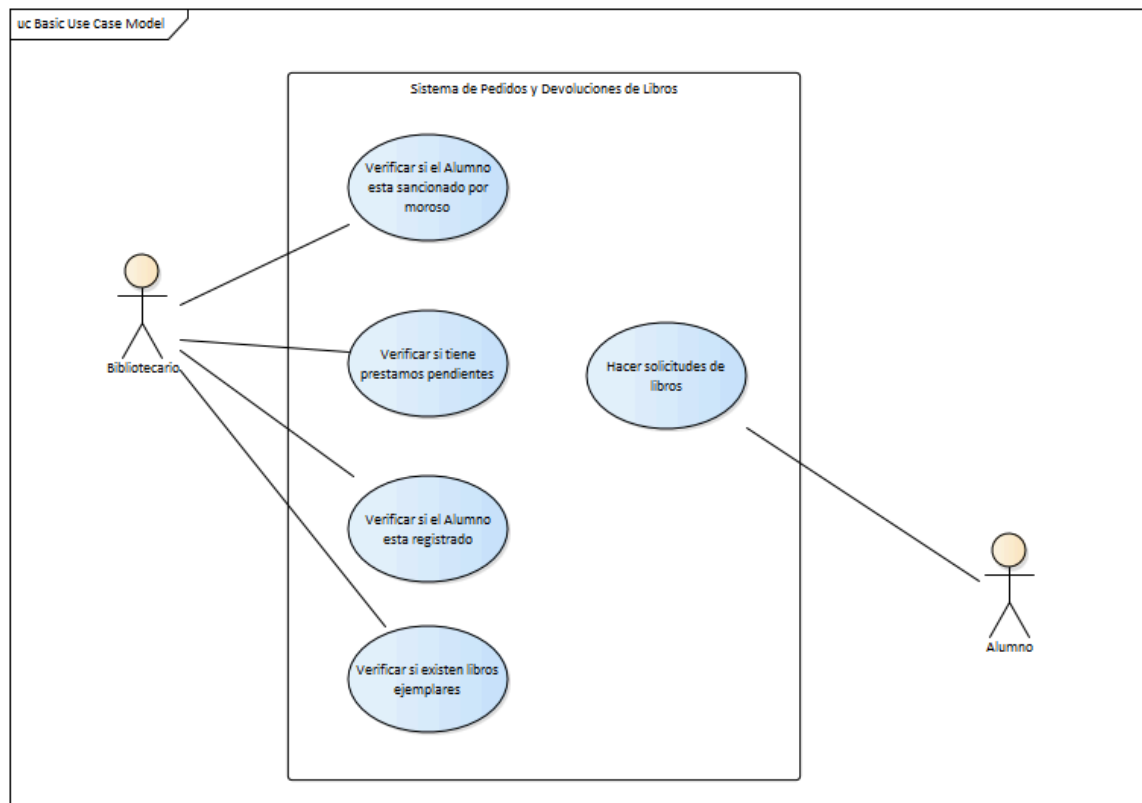 uc Basic Use Case Model
Sistema de Pedidos y Devoluciones de Libros
Verificar si el Alumno
esta sancionado por
moroso
Bibliotecario
Verificar si tiene
prestamos pendientes
Hacer solicitudes de
libros
Verificar si el Alumno
esta registrado
Alumno
Verificar si existen libros
ejemplares